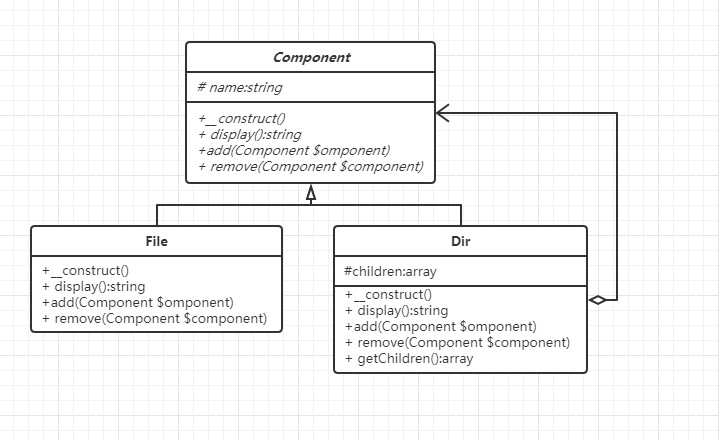 Component
# name:string
+__construct()
+ display():string
+add(Component $omponent)
+ remove(Component $component)
File
+__construct()
+ display():string
+add(Component $omponent)
+ remove(Component $component)
Dir
#children:array
+__construct()
+ display():string
+add(Component $omponent)
+ remove(Component $component)
+ getChildren():array